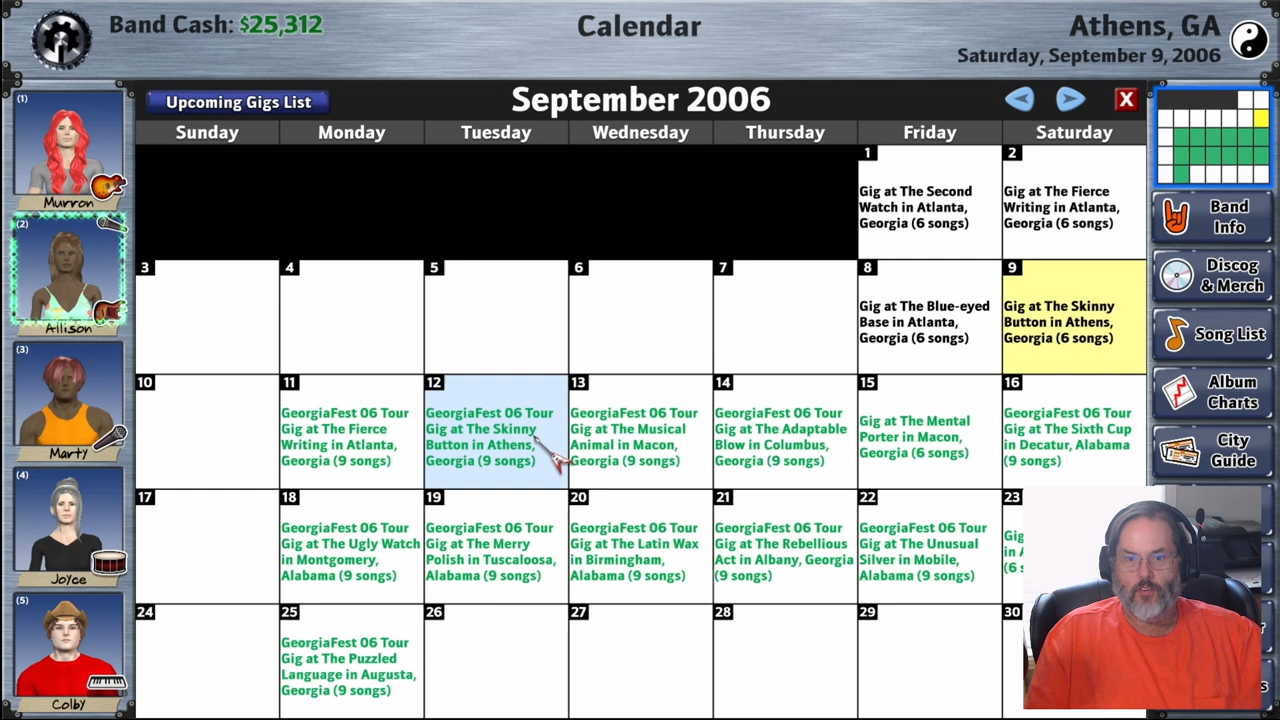 Band Cash: $25,312
Calendar
Athens, GA
Saturday, September 9, 2006
Upcoming Gigs List
September 2006
X
Sunday
Monday
Tuesday
Wednesday
Thursday
Friday
Saturday
1
Gig at The Second
Watch in Atlanta,
Georgia (6 songs)
2
Gig at The Fierce
Writing in Atlanta,
Georgia (6 songs)
3
4
5
6
7
8
Gig at The Blue-eyed
Base in Atlanta,
Georgia (6 songs)
9
Gig at The Skinny
Button in Athens,
Georgia (6 songs)
10
11
GeorgiaFest 06 Tour
Gig at The Fierce
Writing in Atlanta,
Georgia (9 songs)
12
GeorgiaFest 06 Tour
Gig at The Skinny
Button in Athens,
Georgia (9 songs)
13
GeorgiaFest 06 Tour
Gig at The Musical
Animal in Macon,
Georgia (9 songs)
14
GeorgiaFest 06 Tour
Gig at The Adaptable
Blow in Columbus,
Georgia (9 songs)
15
Gig at The Mental
Porter in Macon,
Georgia (6 songs)
16
GeorgiaFest 06 Tour
Gig at The Sixth Cup
in Decatur, Alabama
(9 songs)
17
18
GeorgiaFest 06 Tour
Gig at The Ugly Watch
in Montgomery,
Alabama (9 songs)
19
GeorgiaFest 06 Tour
Gig at The Merry
Polish in Tuscaloosa,
Alabama (9 songs)
20
GeorgiaFest 06 Tour
Gig at The Latin Wax
in Birmingham,
Alabama (9 songs)
21
GeorgiaFest 06 Tour
Gig at The Rebellious
Act in Albany, Georgia
(9 songs)
22
GeorgiaFest 06 Tour
Gig at The Unusual
Silver in Mobile,
Alabama (9 songs)
23
Gig
in
(6
24
25
GeorgiaFest 06 Tour
Gig at The Puzzled
Language in Augusta,
Georgia (9 songs)
26
27
28
29
30
(1)
Murron
(2)
Allison
(3)
Marty
(4)
Joyce
(5)
Colby
Band
Info
Discog
& Merch
Song List
Album
Charts
City
Guide